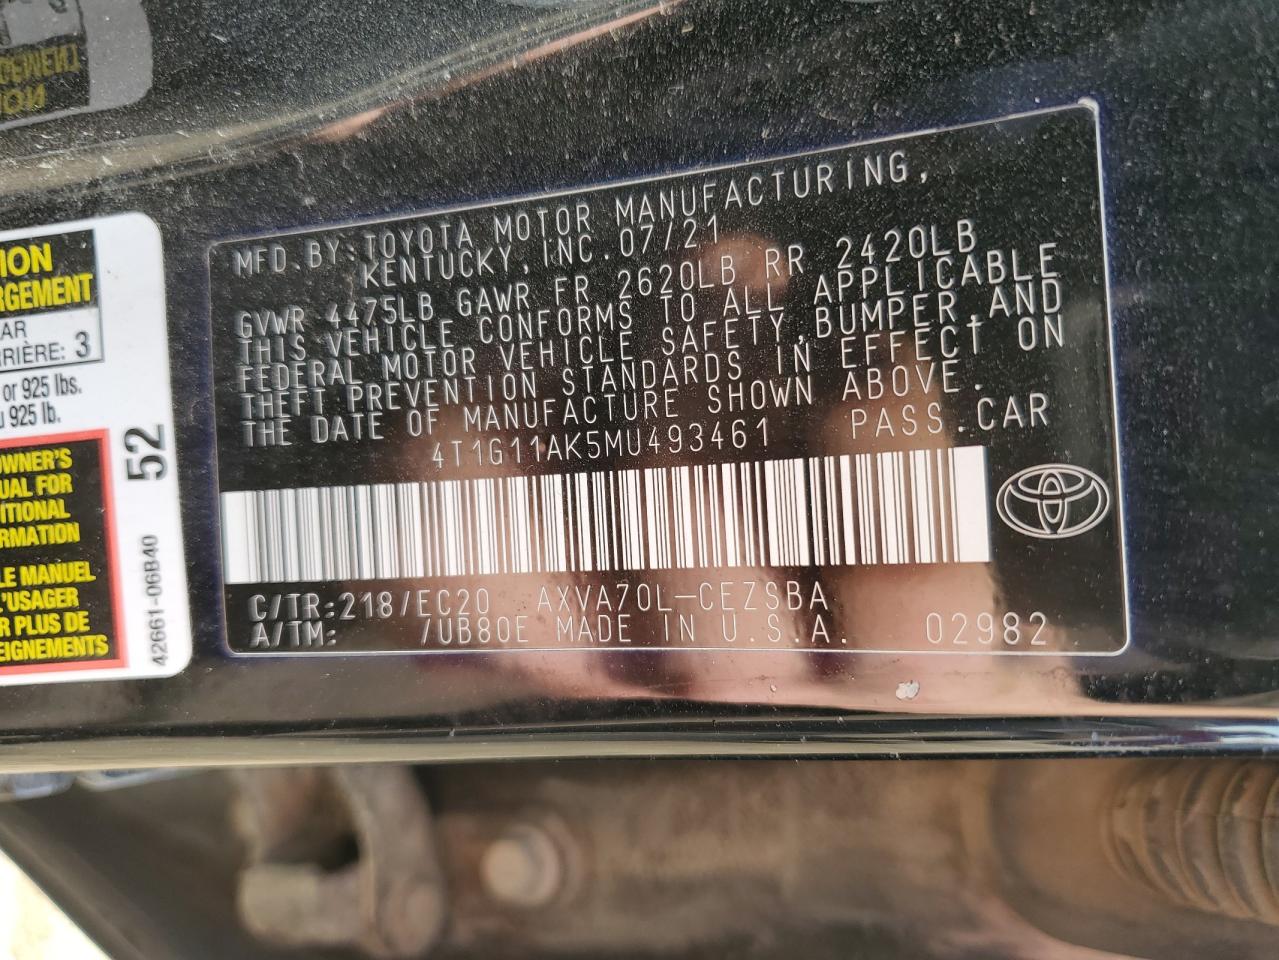 GEMENT
ION
TION
RGEMENT
AR
RRIÈRE: 3
or 925 lbs.
925 lb.
OWNER'S
UAL FOR
ITIONAL
RMATION
LE MANUEL
L'USAGER
R PLUS DE
EIGNEMENTS
52
42661-06B40
MFD.BY:TOYOTA MOTOR MANUFACTURING,
KENTUCKY, INC. 07/21
GVWR 4475LB GAWR FR 2620LB RR 2420LB
THIS VEHICLE CONFORMS TO ALL APPLICABLE
FEDERAL MOTOR VEHICLE SAFETY, BUMPER, AND
THEFT PREVENTION STANDARDS IN EFFECT ON
THE DATE OF MANUFACTURE SHOWN ABOVE.
4T1G11AK5MU493461 PASS.CAR
C/TR:218/EC20 AXVA70L-CEZSBA
A/TM: /UB80E MADE IN U.S.A. 02982